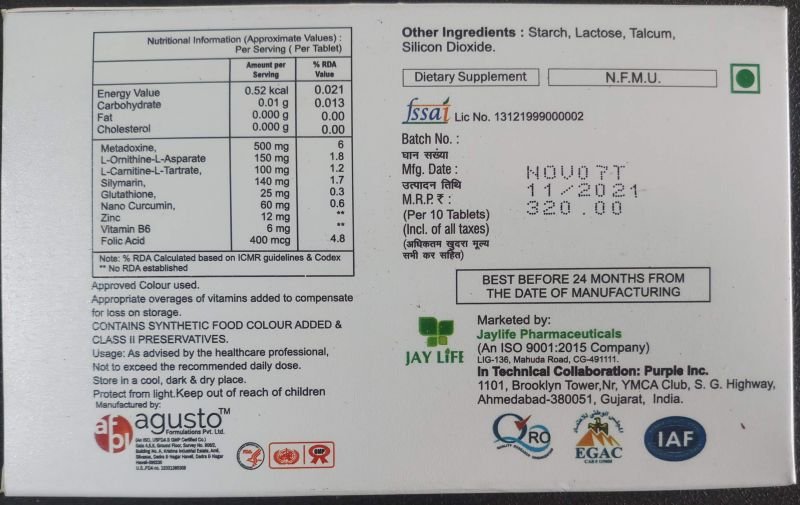 Nutritional Information (Approximate Values) :
Per Serving ( Per Tablet)
Amount per Serving % RDA Value
Energy Value 0.52 kcal 0.021
Carbohydrate 0.01 g 0.013
Fat 0.000 g 0.00
Cholesterol 0.000 g 0.00
Metadoxine, 500 mg 6
L-Ornithine-L-Asparate 150 mg 1.8
L-Carnitine-L-Tartrate, 100 mg 1.2
Silymarin, 140 mg 1.7
Glutathione, 25 mg 0.3
Nano Curcumin, 60 mg 0.6
Zinc 12 mg **
Vitamin B6 6 mg **
Folic Acid 400 mcg 4.8
Note: % RDA Calculated based on ICMR guidelines & Codex
** No RDA established
Approved Colour used.
Appropriate overages of vitamins added to compensate
for loss on storage.
CONTAINS SYNTHETIC FOOD COLOUR ADDED &
CLASS II PRESERVATIVES.
Usage: As advised by the healthcare professional,
Not to exceed the recommended daily dose.
Store in a cool, dark & dry place.
Protect from light.Keep out of reach of children
Manufactured by:
agusto™
Formulations Pvt. Ltd.
(An ISO, USFDA & GMP Certified Co.)
FDA
GMP
Other Ingredients : Starch, Lactose, Talcum,
Silicon Dioxide.
Dietary Supplement N.F.M.U.
fssai Lic No. 13121999000002
Batch No. :
घान सख्या
Mfg. Date : NOV07T
उत्पादन तिथि 11/2021
M.R.P. ₹ : 320.00
(Per 10 Tablets)
(Incl. of all taxes)
(अधिकतम खुदरा मूल्य
सभी कर सहित)
BEST BEFORE 24 MONTHS FROM
THE DATE OF MANUFACTURING
JAY LIFE
Marketed by:
Jaylife Pharmaceuticals
(An ISO 9001:2015 Company)
LIG-136, Mahuda Road, CG-491111.
In Technical Collaboration: Purple Inc.
1101, Brooklyn Tower,Nr, YMCA Club, S. G. Highway,
Ahmedabad-380051, Gujarat, India.
QRO
EGAC
IAF